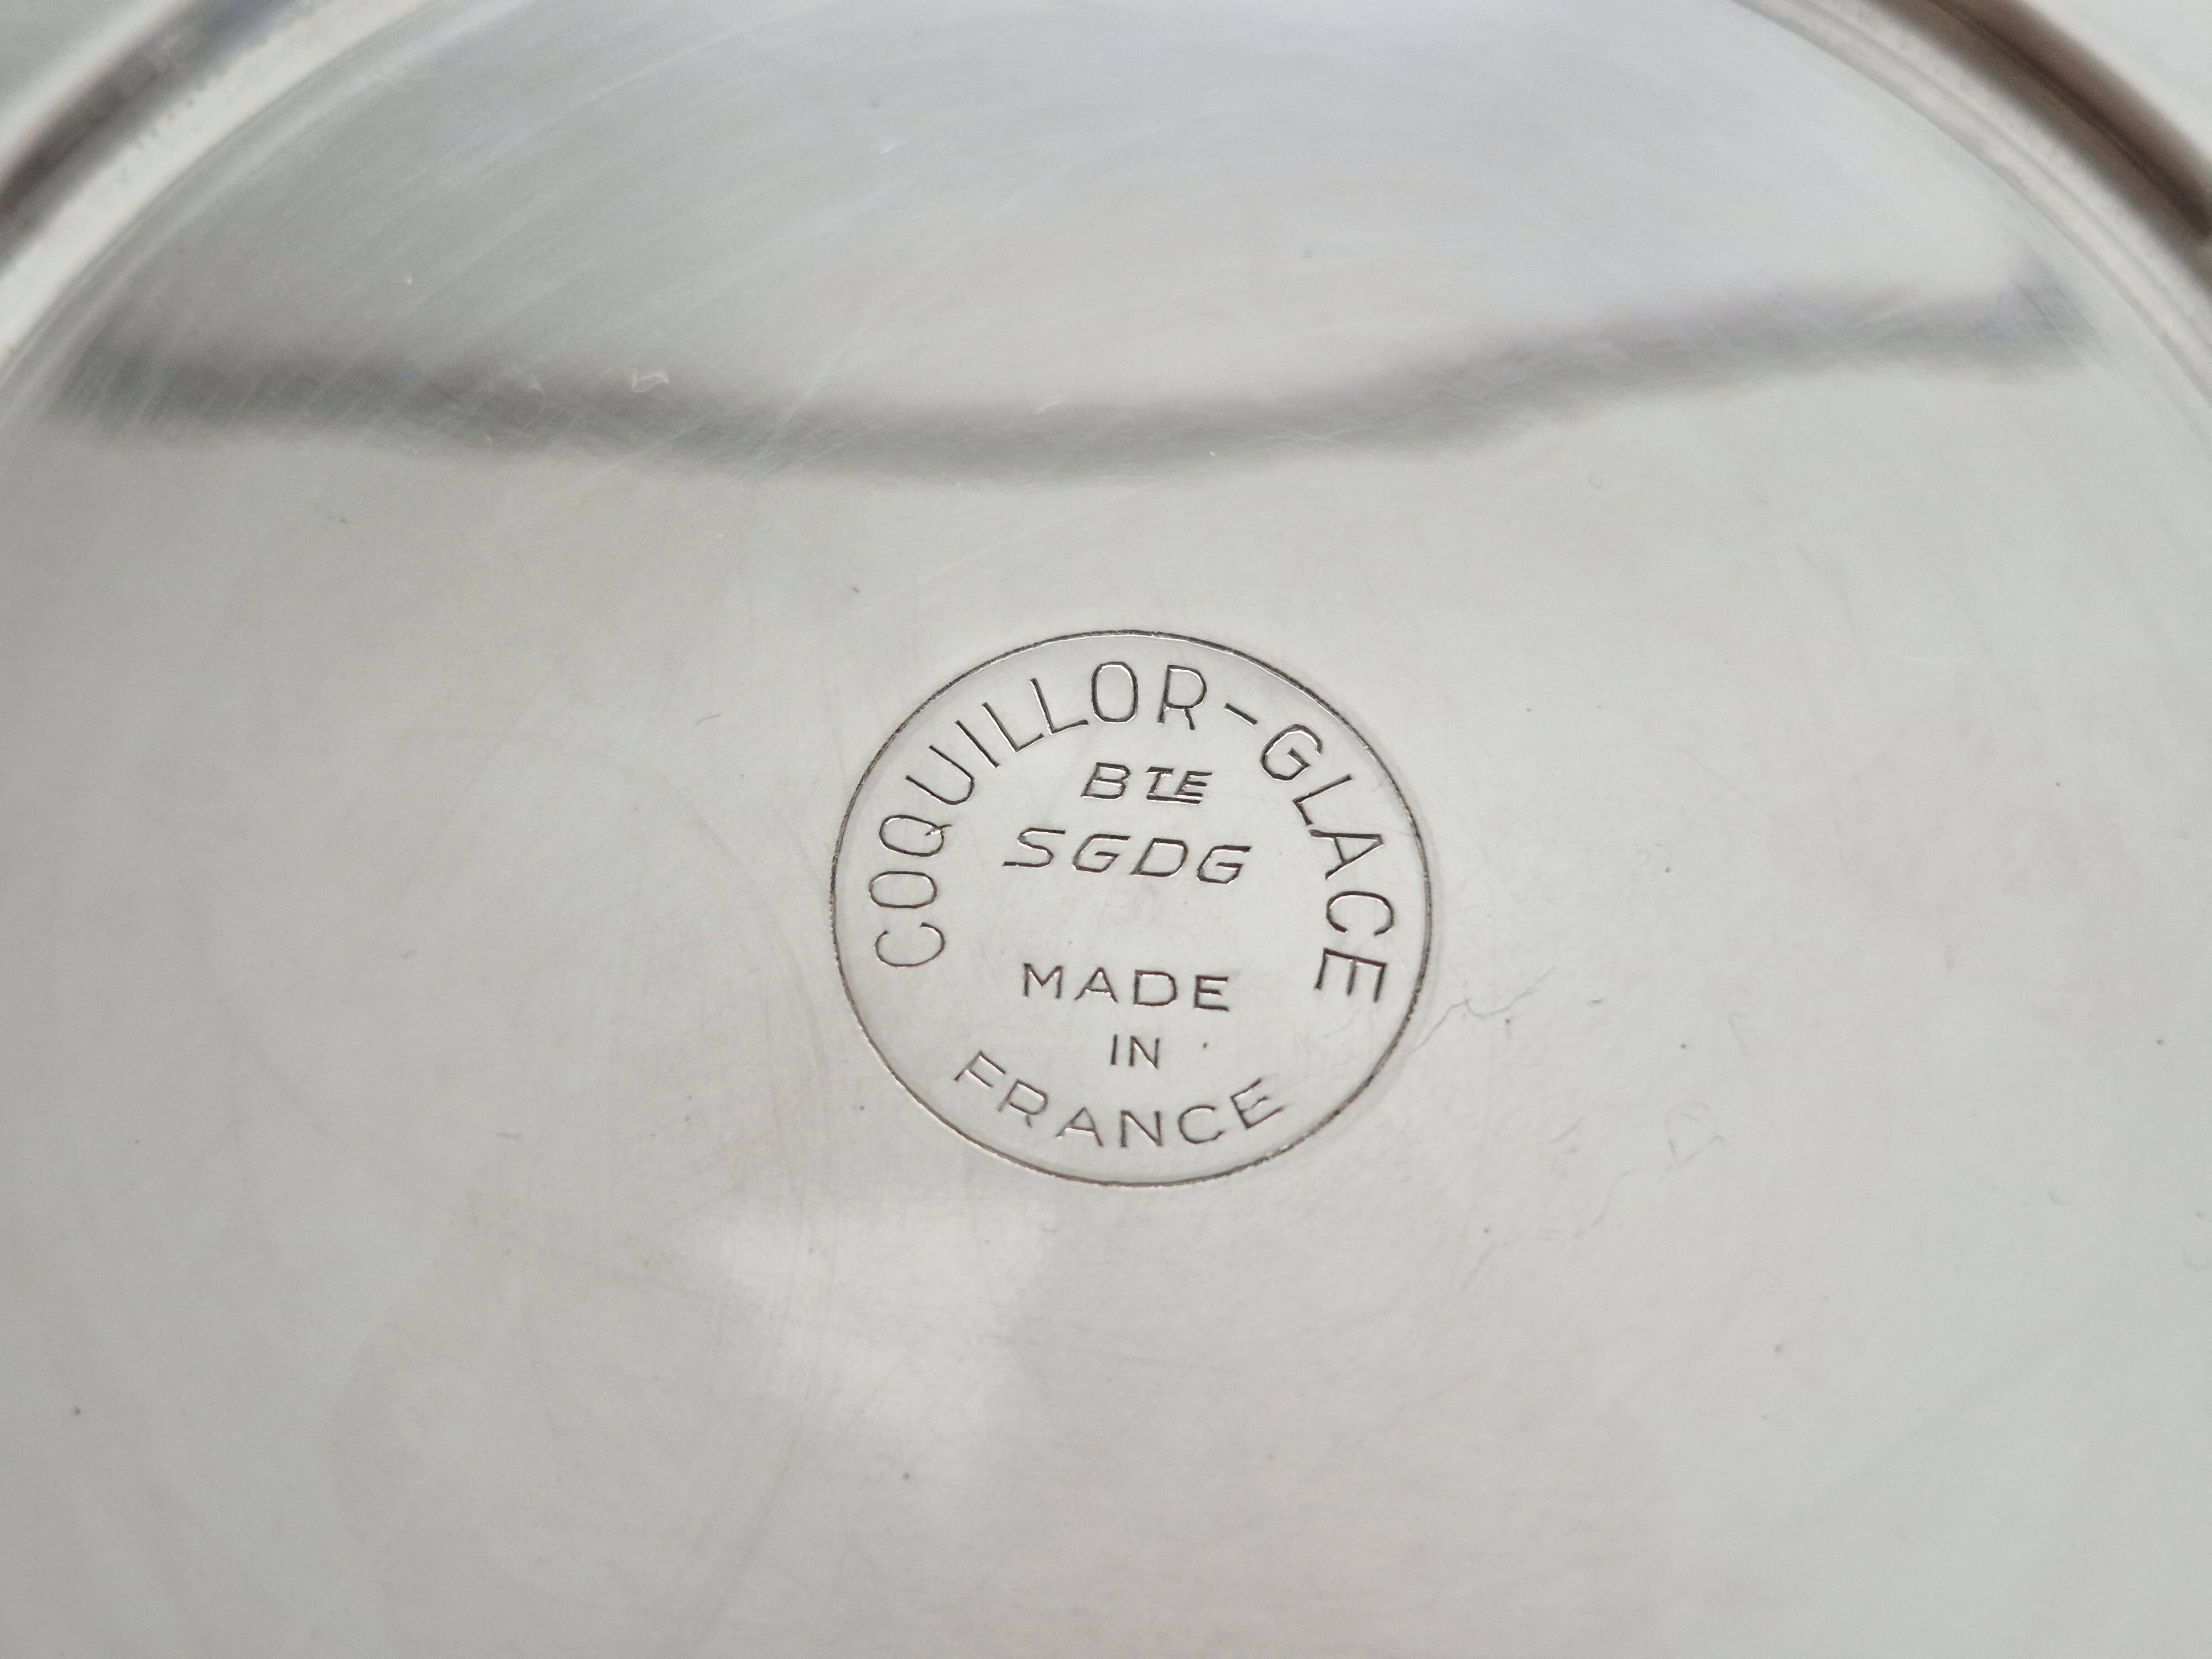 COQUILLOR-GLACE
BTE
SGDG
MADE
IN
FRANCE